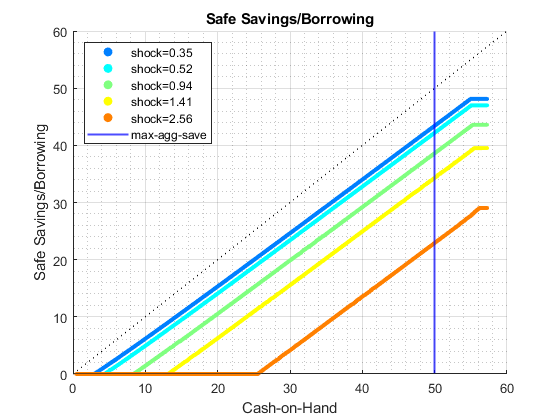 Safe Savings/Borrowing
shock=0.35
shock=0.52
shock=0.94
shock=1.41
shock=2.56
max-agg-save
Safe Savings/Borrowing
60
50
40
30
20
10
0
0 10 20 30 40 50 60
Cash-on-Hand